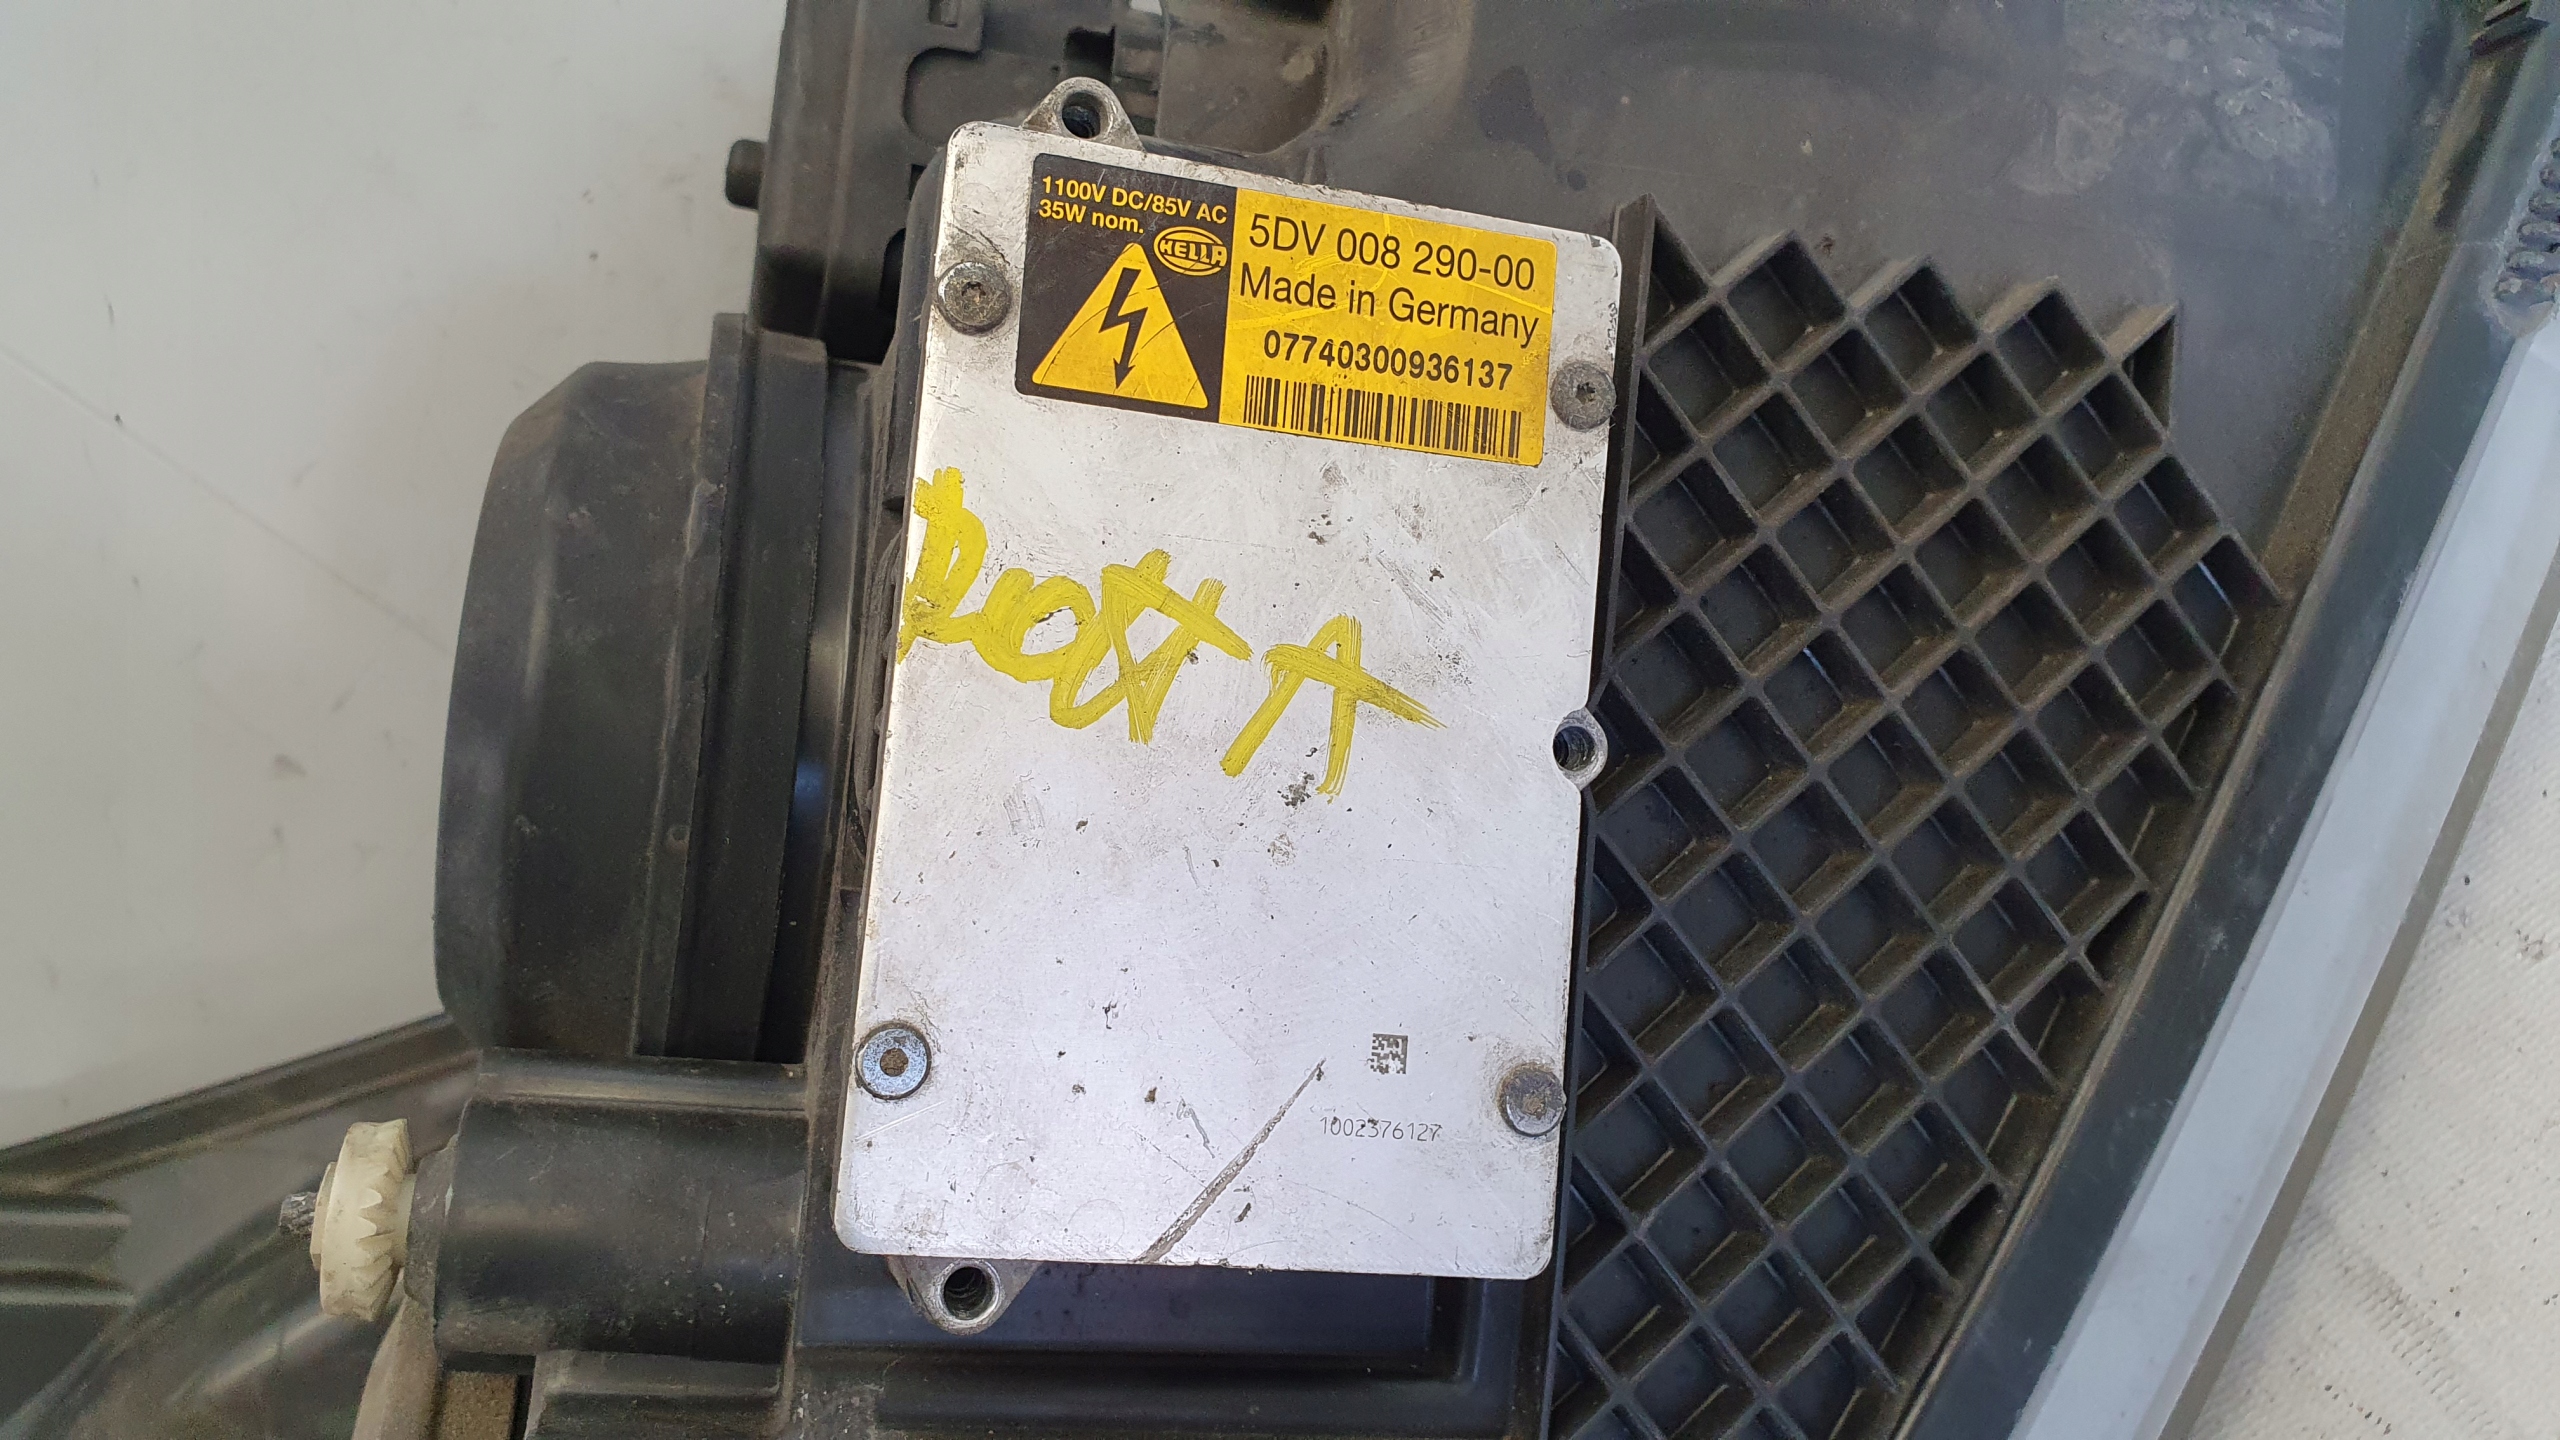 1100V DC/85V AC
35W nom.
HELLA
5DV 008 290-00
Made in Germany
07740300936137
1002376127